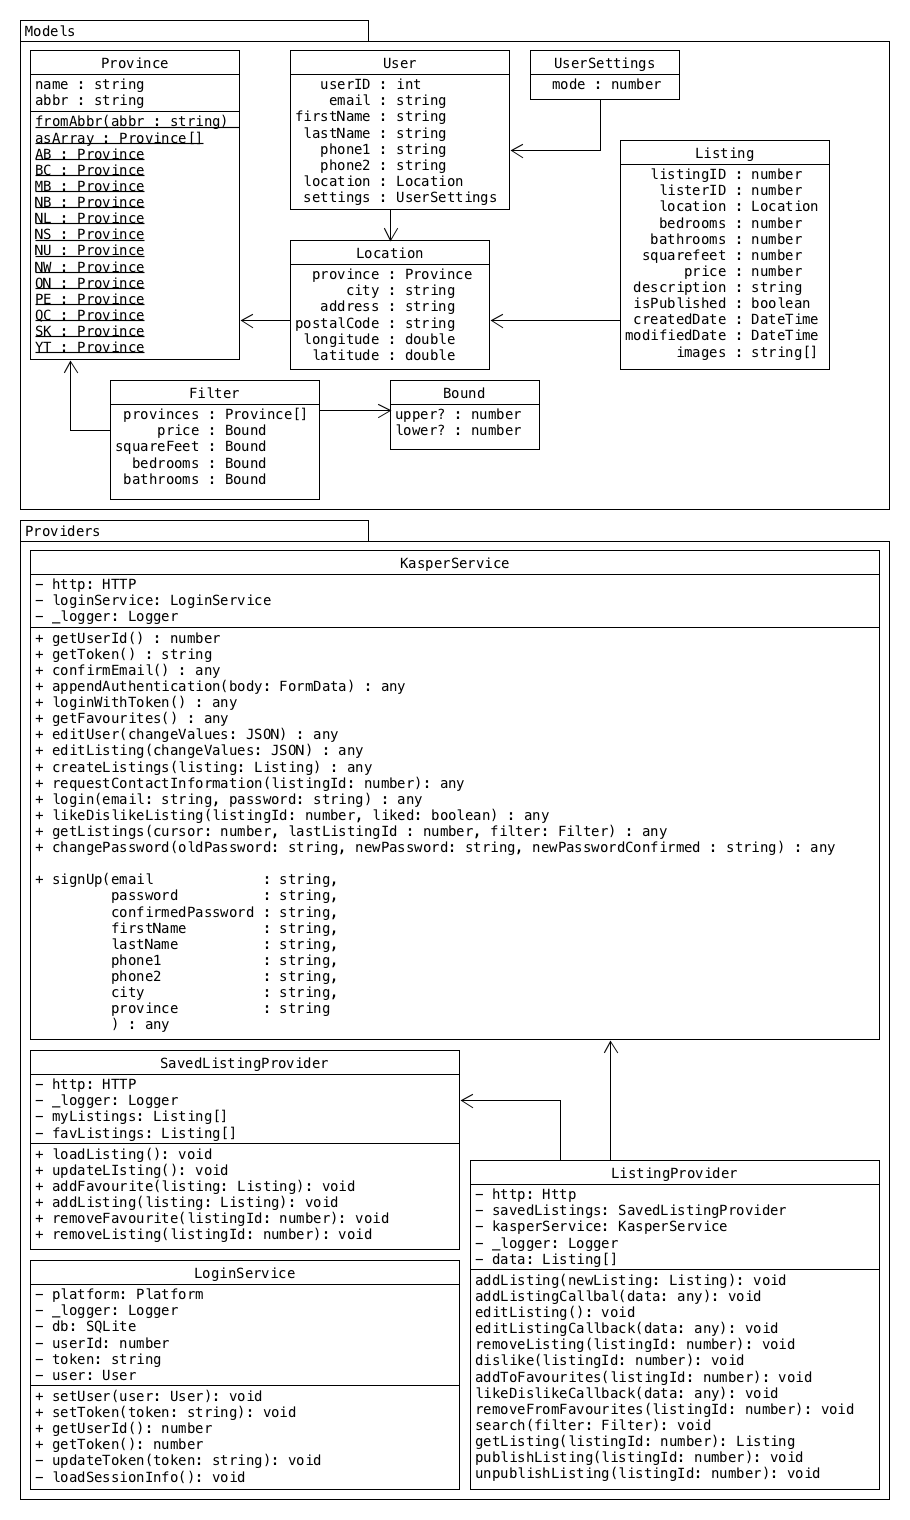 Models
Province
name : string
abbr : string
fromAbbr(abbr : string)
asArray : Province[]
AB : Province
BC : Province
MB : Province
NB : Province
NL : Province
NS : Province
NU : Province
NW : Province
ON : Province
PE : Province
QC : Province
SK : Province
YT : Province
User
userID : int
email : string
firstName : string
lastName : string
phone1 : string
phone2 : string
location : Location
settings : UserSettings
UserSettings
mode : number
Listing
listingID : number
listerID : number
location : Location
bedrooms : number
bathrooms : number
squarefeet : number
price : number
description : string
isPublished : boolean
createdDate : DateTime
modifiedDate : DateTime
images : string[]
Location
province : Province
city : string
address : string
postalCode : string
longitude : double
latitude : double
Filter
provinces : Province[]
price : Bound
squareFeet : Bound
bedrooms : Bound
bathrooms : Bound
Bound
upper? : number
lower? : number
Providers
KasperService
− http: HTTP
− loginService: LoginService
− _logger: Logger
+ getUserId() : number
+ getToken() : string
+ confirmEmail() : any
+ appendAuthentication(body: FormData) : any
+ loginWithToken() : any
+ getFavourites() : any
+ editUser(changeValues: JSON) : any
+ editListing(changeValues: JSON) : any
+ createListings(listing: Listing) : any
+ requestContactInformation(listingId: number): any
+ login(email: string, password: string) : any
+ likeDislikeListing(listingId: number, liked: boolean) : any
+ getListings(cursor: number, lastListingId : number, filter: Filter) : any
+ changePassword(oldPassword: string, newPassword: string, newPasswordConfirmed : string) : any
+ signUp(email : string,
password : string,
confirmedPassword : string,
firstName : string,
lastName : string,
phone1 : string,
phone2 : string,
city : string,
province : string
) : any
SavedListingProvider
− http: HTTP
− _logger: Logger
− myListings: Listing[]
− favListings: Listing[]
+ loadListing(): void
+ updateLIsting(): void
+ addFavourite(listing: Listing): void
+ addListing(listing: Listing): void
+ removeFavourite(listingId: number): void
+ removeListing(listingId: number): void
LoginService
− platform: Platform
− _logger: Logger
− db: SQLite
− userId: number
− token: string
− user: User
+ setUser(user: User): void
+ setToken(token: string): void
+ getUserId(): number
+ getToken(): number
− updateToken(token: string): void
− loadSessionInfo(): void
ListingProvider
− http: Http
− savedListings: SavedListingProvider
− kasperService: KasperService
− _logger: Logger
− data: Listing[]
addListing(newListing: Listing): void
addListingCallbal(data: any): void
editListing(): void
editListingCallback(data: any): void
removeListing(listingId: number): void
dislike(listingId: number): void
addToFavourites(listingId: number): void
likeDislikeCallback(data: any): void
removeFromFavourites(listingId: number): void
search(filter: Filter): void
getListing(listingId: number): Listing
publishListing(listingId: number): void
unpublishListing(listingId: number): void